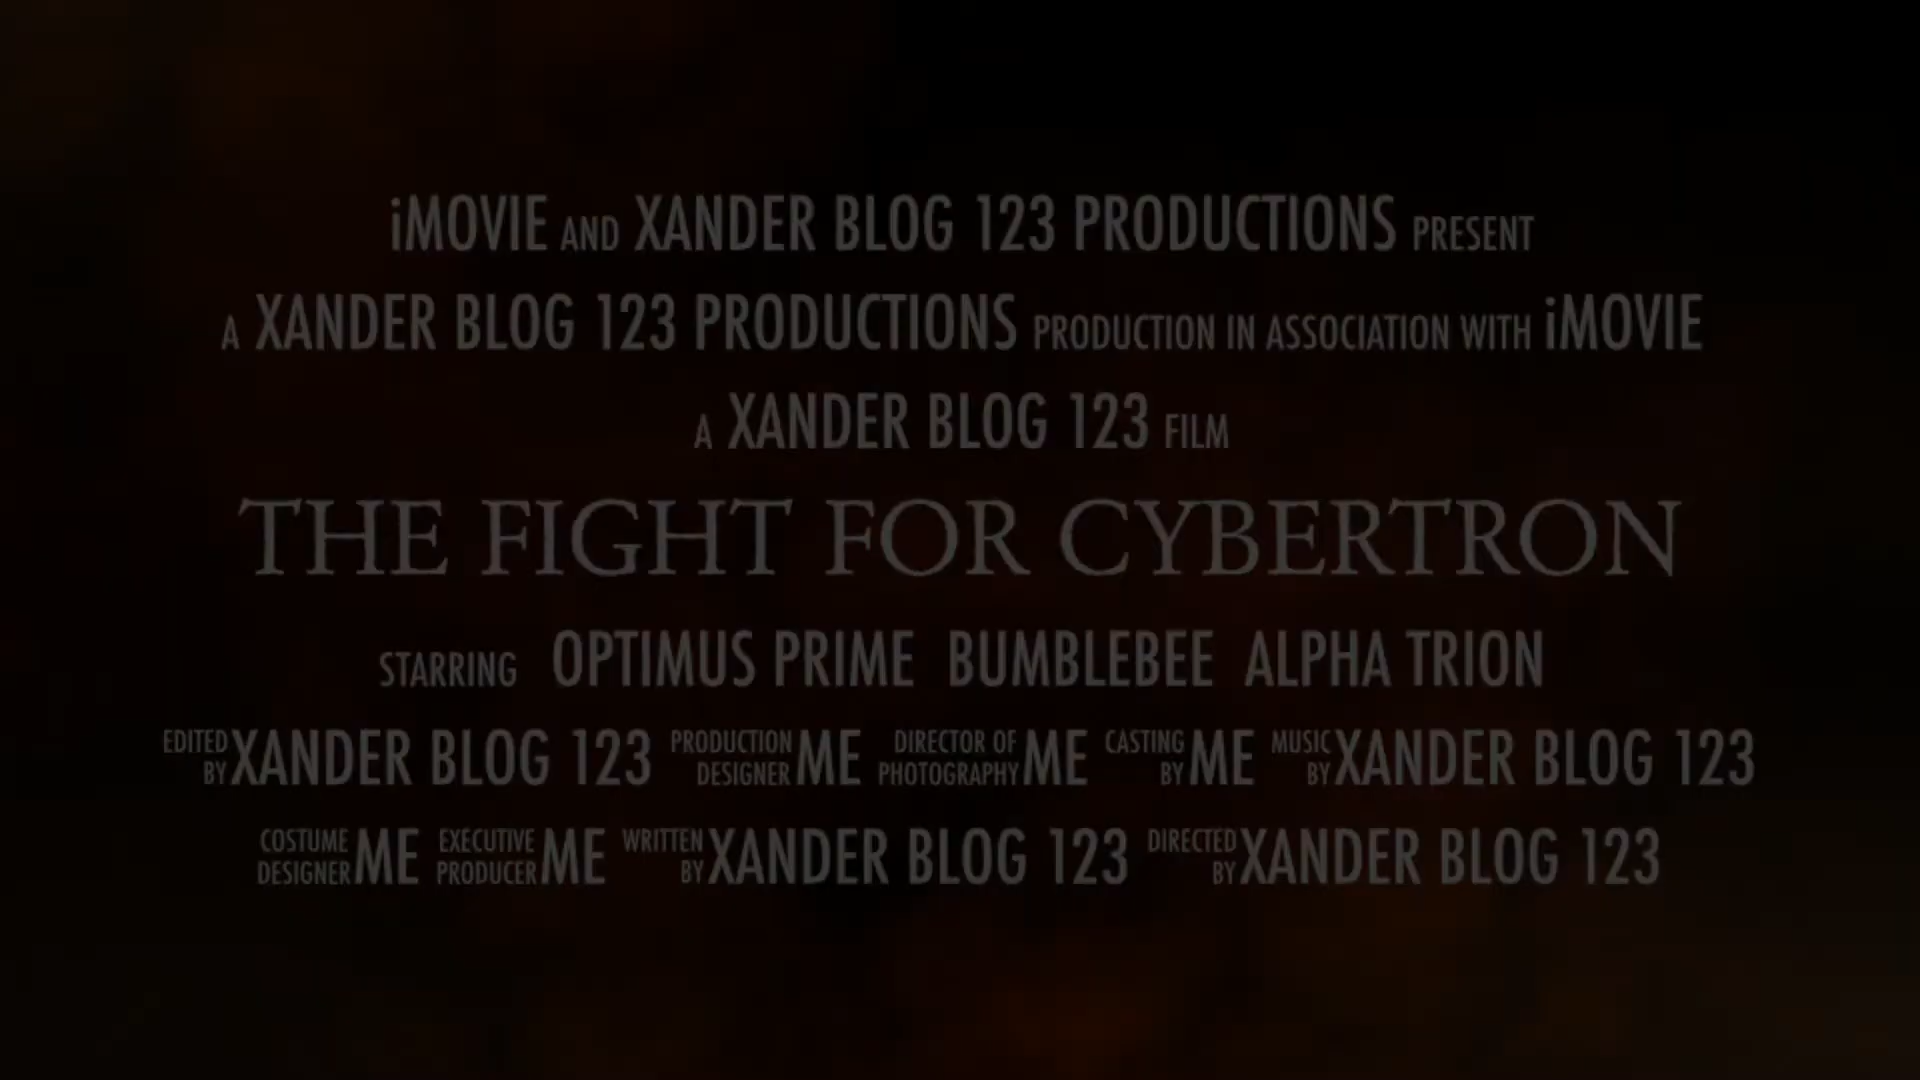 iMOVIE AND XANDER BLOG 123 PRODUCTIONS PRESENT
A XANDER BLOG 123 PRODUCTIONS PRODUCTION IN ASSOCIATION WITH iMOVIE
A XANDER BLOG 123 FILM
THE FIGHT FOR CYBERTRON
STARRING OPTIMUS PRIME BUMBLEBEE ALPHA TRION
EDITED BY XANDER BLOG 123 PRODUCTION DESIGNER ME DIRECTOR OF PHOTOGRAPHY ME CASTING BY ME MUSIC BY XANDER BLOG 123
COSTUME DESIGNER ME EXECUTIVE PRODUCER ME WRITTEN BY XANDER BLOG 123 DIRECTED BY XANDER BLOG 123